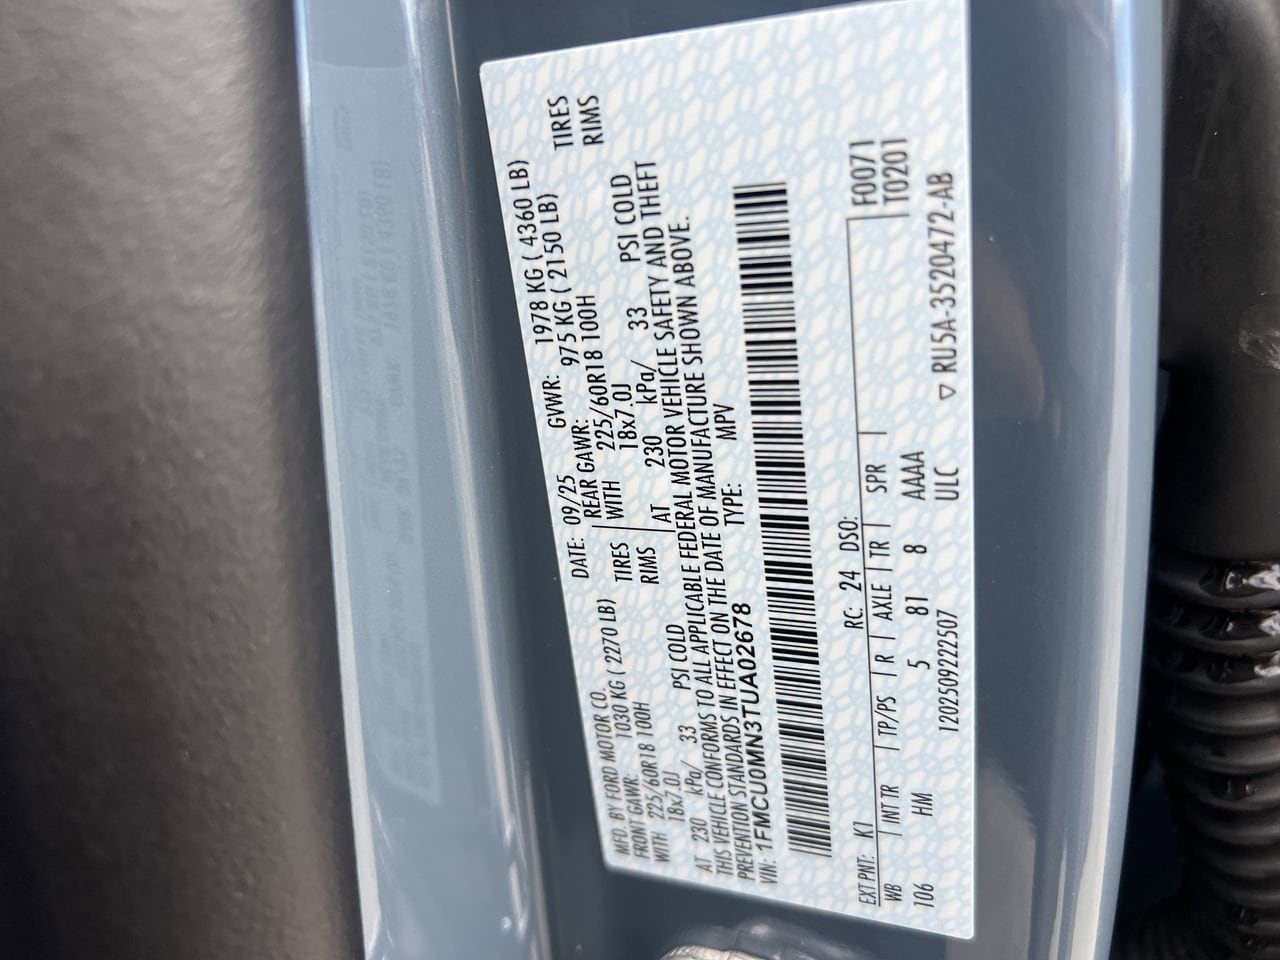 MFD. BY FORD MOTOR CO. DATE: 09/25 GVWR: 1978 KG ( 4360 LB)
FRONT GAWR: 1030 KG ( 2270 LB) REAR GAWR: 975 KG ( 2150 LB)
WITH 225/60R18 100H TIRES WITH 225/60R18 100H TIRES
18x7.0J RIMS 18x7.0J RIMS
AT 230 kPa/ 33 PSI COLD AT 230 kPa/ 33 PSI COLD
THIS VEHICLE CONFORMS TO ALL APPLICABLE FEDERAL MOTOR VEHICLE SAFETY AND THEFT
PREVENTION STANDARDS IN EFFECT ON THE DATE OF MANUFACTURE SHOWN ABOVE.
VIN: 1FMCU0MN3TUA02678 TYPE: MPV
EXT PNT: K1 RC: 24 DSO: F0071
WB INT TR TP/PS R AXLE TR SPR T0201
106 HM 5 81 8 AAAA
120250922507 ULC ▽ RU5A-3520472-AB